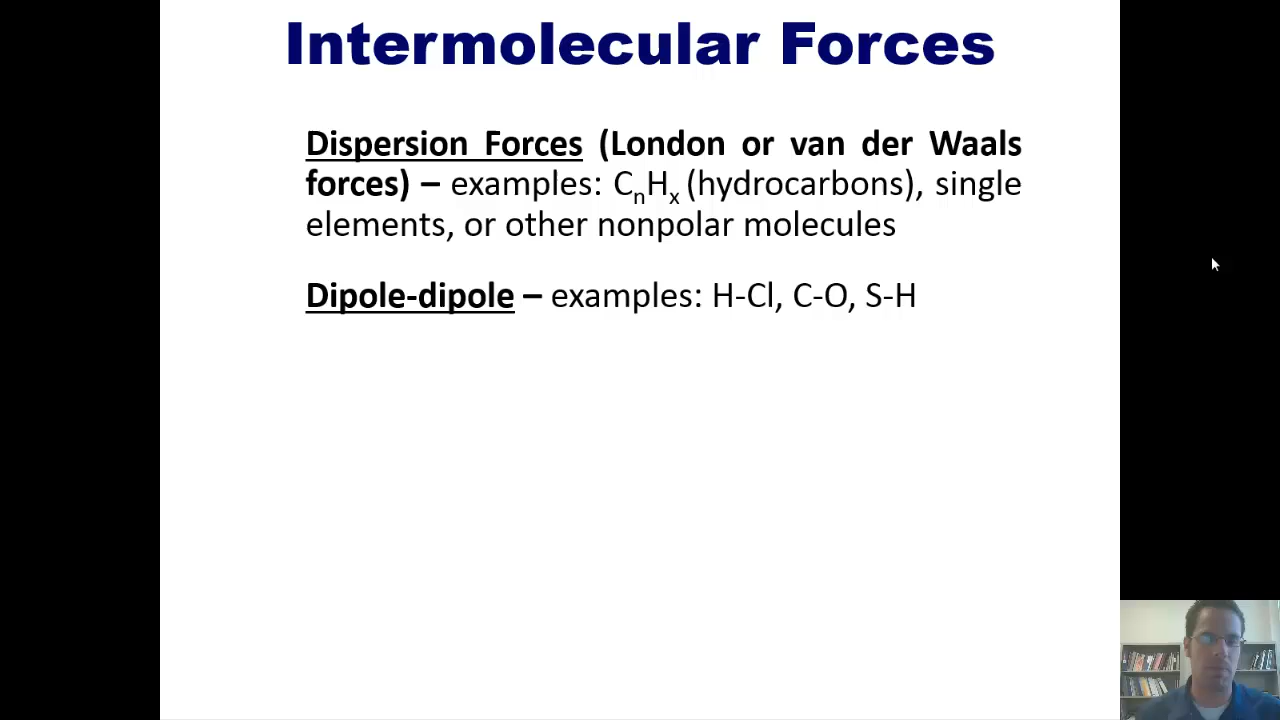 Intermolecular Forces
Dispersion Forces (London or van der Waals
forces) – examples: CnHx (hydrocarbons), single
elements, or other nonpolar molecules
Dipole-dipole – examples: H-Cl, C-O, S-H